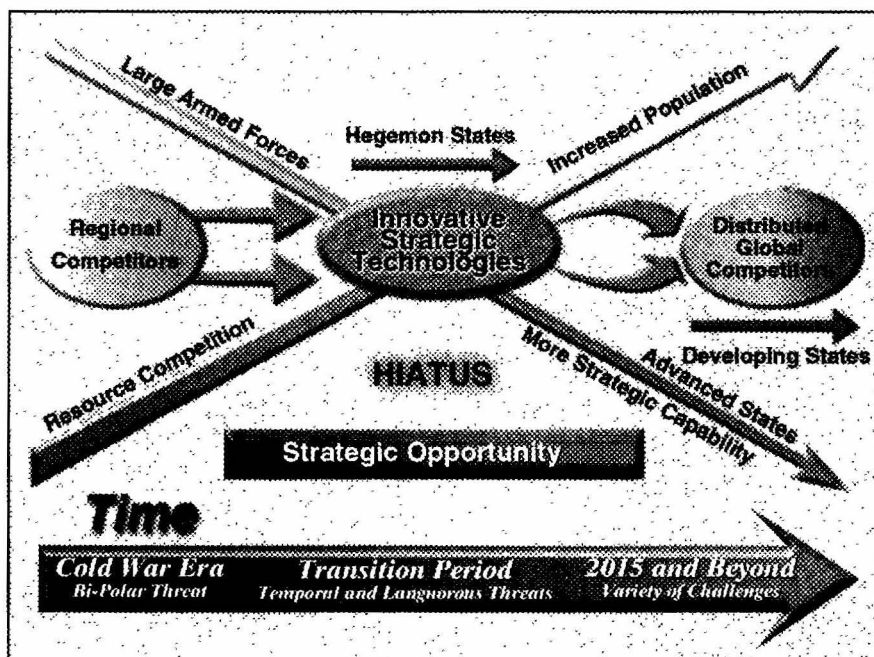 Large Armed Forces
Hegemon States
Increased Population
Regional
Competitors
Innovative
Strategic
Technologies
Distributed
Global
Competitors
Resource Competition
HIATUS
More Strategic Capability
Advanced States
Developing States
Strategic Opportunity
Time
Cold War Era
Bi-Polar Threat
Transition Period
Temporal and Languorous Threats
2015 and Beyond
Variety of Challenges